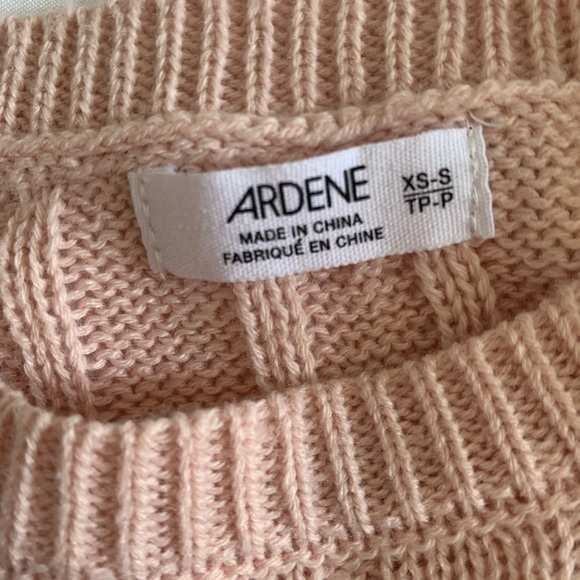 ARDENE
MADE IN CHINA
FABRIQUÉ EN CHINE
XS-S
TP-P